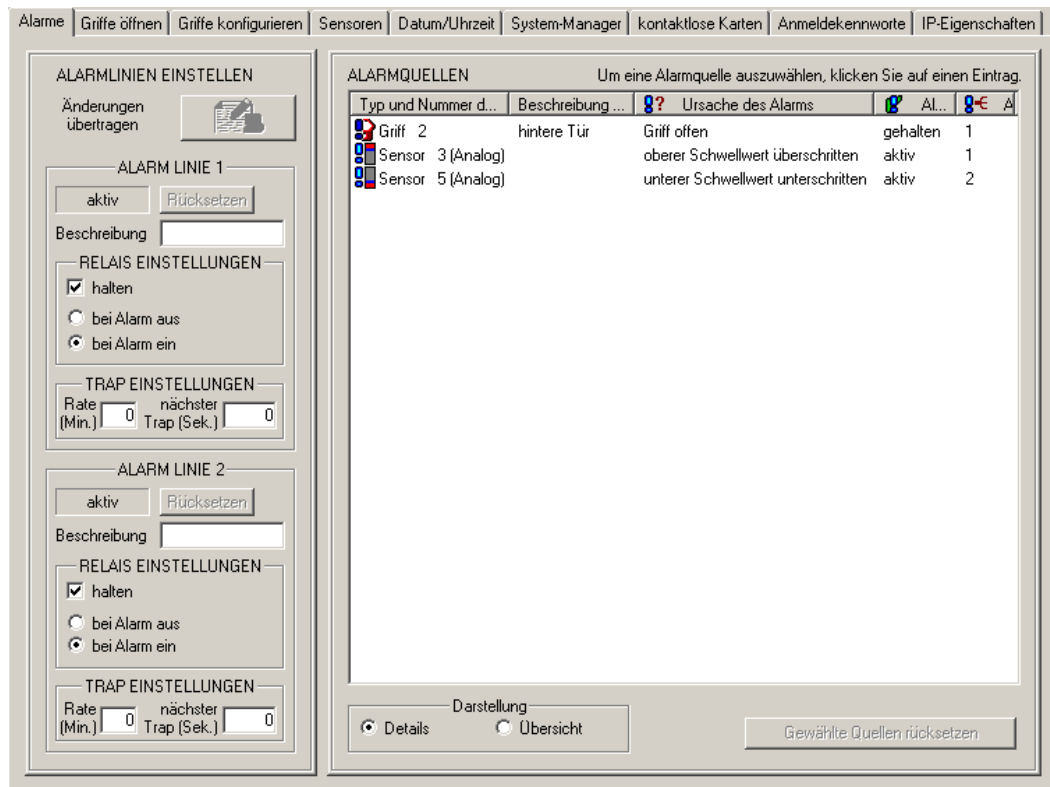 Alarme Griffe öffnen Griffe konfigurieren Sensoren Datum/Uhrzeit System-Manager kontaktlose Karten Anmeldekennworte IP-Eigenschaften
ALARMLINIEN EINSTELLEN
Änderungen
übertragen
ALARM LINIE 1
aktiv Rücksetzen
Beschreibung
RELAIS EINSTELLUNGEN
halten
bei Alarm aus
bei Alarm ein
TRAP EINSTELLUNGEN
Rate nächster
(Min.) 0 Trap (Sek.) 0
ALARM LINIE 2
aktiv Rücksetzen
Beschreibung
RELAIS EINSTELLUNGEN
halten
bei Alarm aus
bei Alarm ein
TRAP EINSTELLUNGEN
Rate nächster
(Min.) 0 Trap (Sek.) 0
ALARMQUELLEN Um eine Alarmquelle auszuwählen, klicken Sie auf einen Eintrag.
Typ und Nummer d... Beschreibung ... Ursache des Alarms Al... A
Griff 2 hintere Tür Griff offen gehalten 1
Sensor 3 (Analog) oberer Schwellwert überschritten aktiv 1
Sensor 5 (Analog) unterer Schwellwert unterschritten aktiv 2
Darstellung
Details Übersicht
Gewählte Quellen rücksetzen